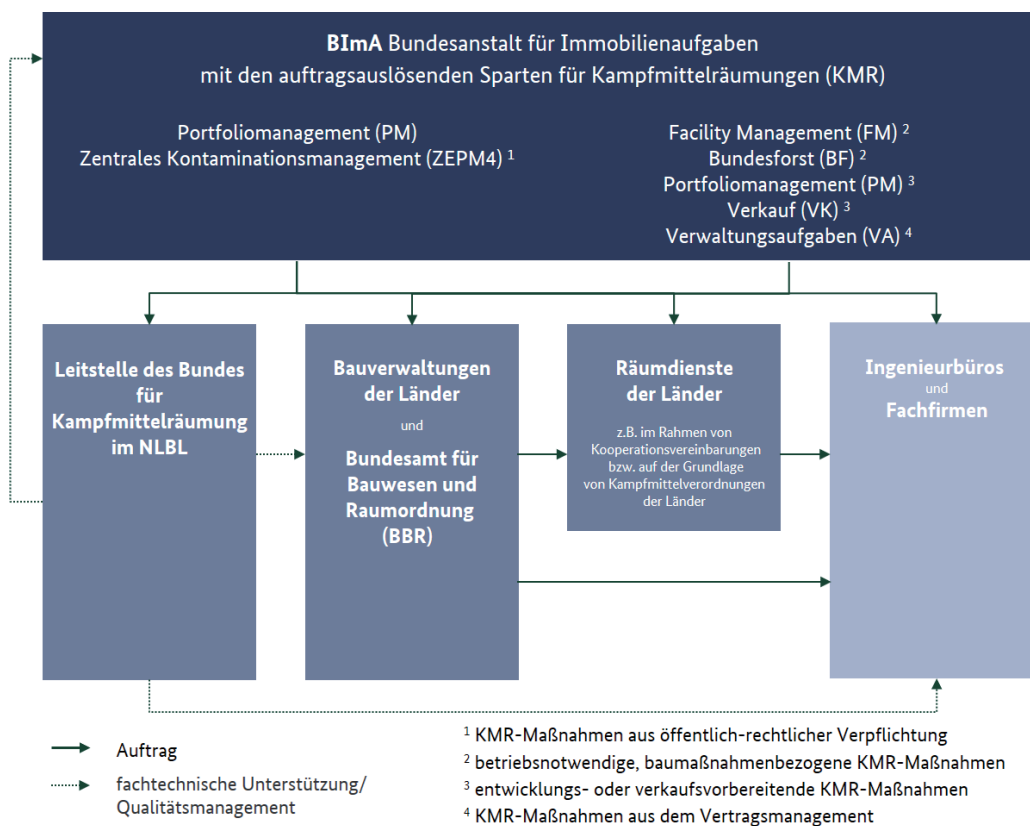 BImA Bundesanstalt für Immobilienaufgaben
mit den auftragsauslösenden Sparten für Kampfmittelräumungen (KMR)
Portfoliomanagement (PM)
Zentrales Kontaminationsmanagement (ZEPM4) ¹
Facility Management (FM) ²
Bundesforst (BF) ²
Portfoliomanagement (PM) ³
Verkauf (VK) ³
Verwaltungsaufgaben (VA) ⁴
Leitstelle des Bundes
für
Kampfmittelräumung
im NLBL
Bauverwaltungen
der Länder
und
Bundesamt für
Bauwesen und
Raumordnung
(BBR)
Räumdienste
der Länder
z.B. im Rahmen von
Kooperationsvereinbarungen
bzw. auf der Grundlage
von Kampfmittelverordnungen
der Länder
Ingenieurbüros
und
Fachfirmen
Auftrag
fachtechnische Unterstützung/
Qualitätsmanagement
¹ KMR-Maßnahmen aus öffentlich-rechtlicher Verpflichtung
² betriebsnotwendige, baumaßnahmenbezogene KMR-Maßnahmen
³ entwicklungs- oder verkaufsvorbereitende KMR-Maßnahmen
⁴ KMR-Maßnahmen aus dem Vertragsmanagement